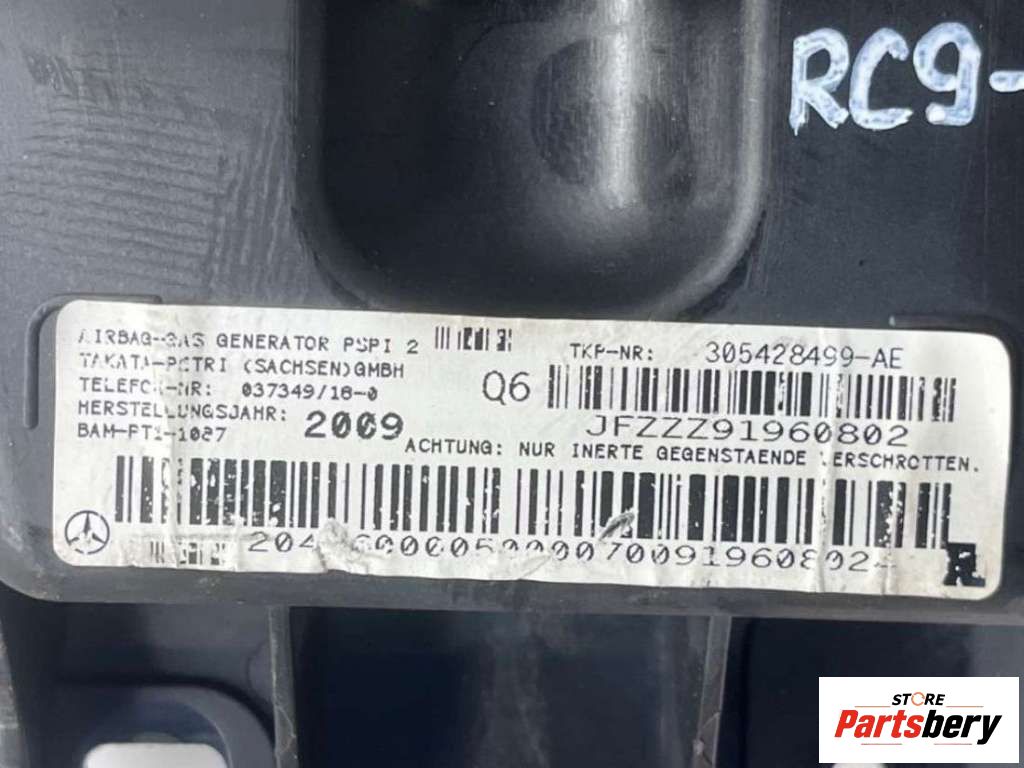 RC9-
AIRBAG-GAS GENERATOR PSPI 2
TAKATA-PETRI (SACHSEN)GMBH
TELEFON-NR: 037349/18-0
HERSTELLUNGSJAHR: 2009
BAM-PT1-1087
TKP-NR: 305428499-AE
Q6
JFZZZ91960802
ACHTUNG: NUR INERTE GEGENSTAENDE VERSCHROTTEN.
STORE
Partsbery